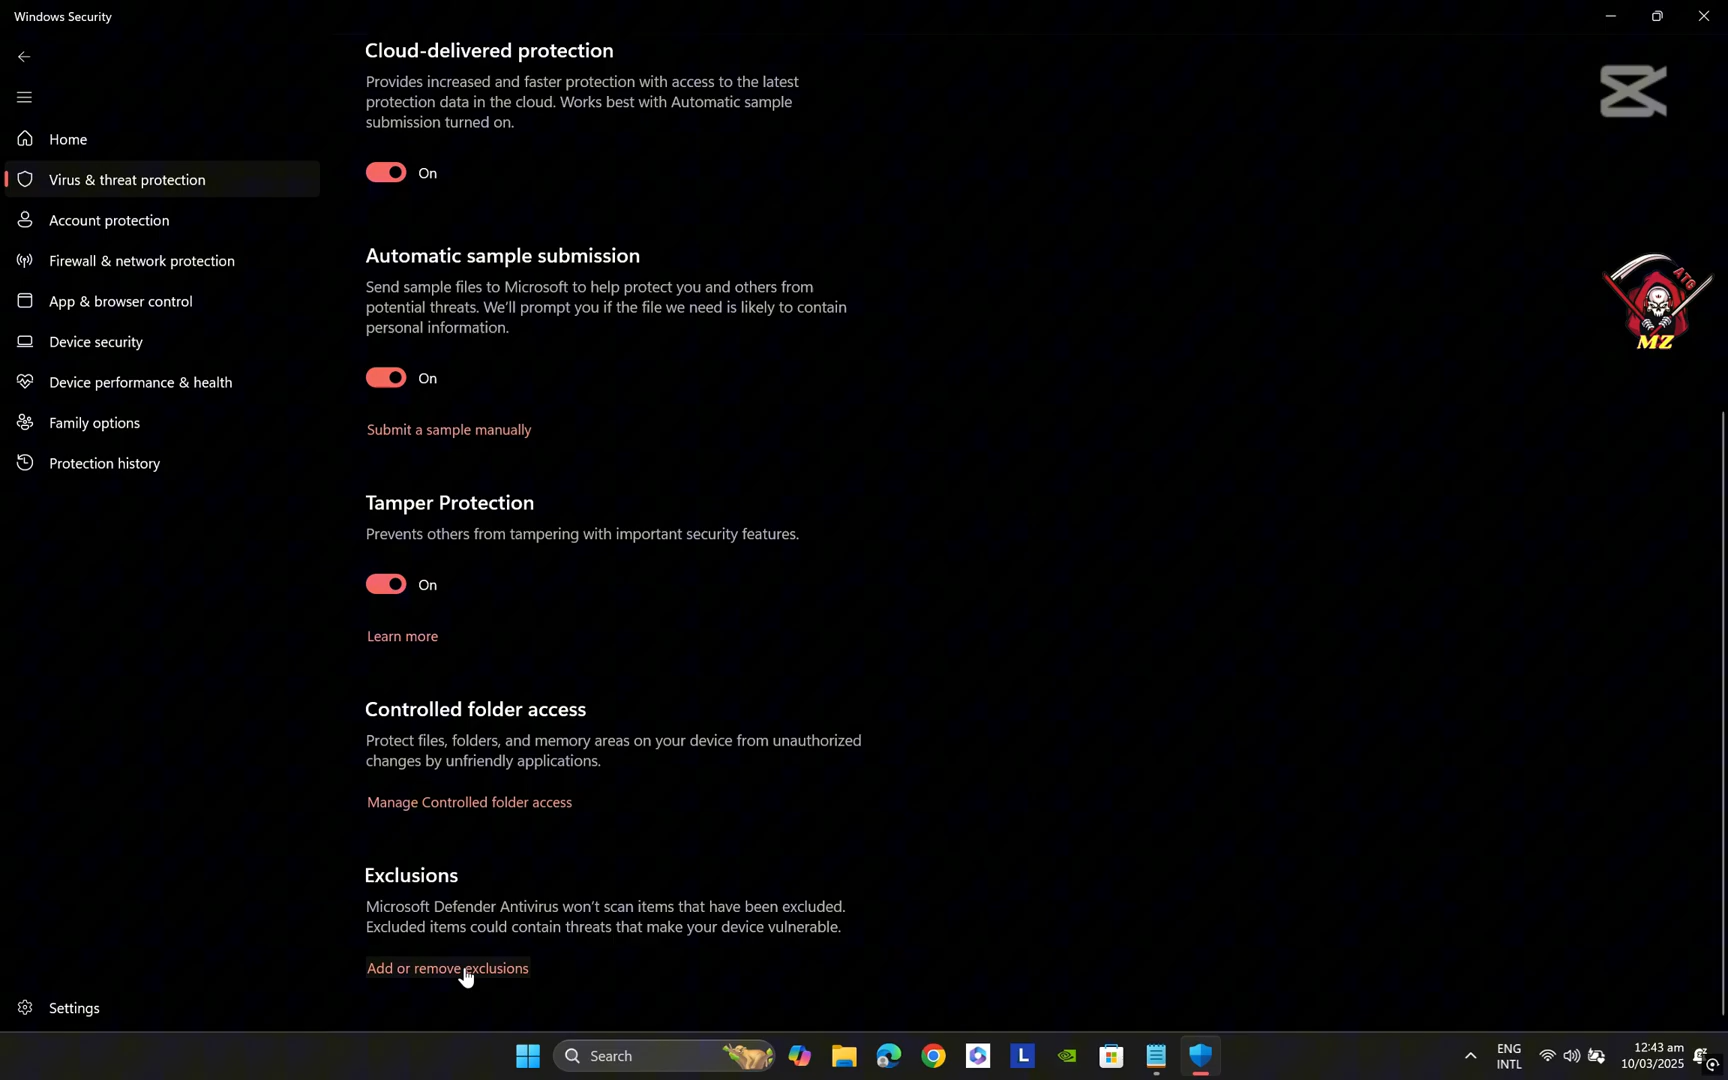 Windows Security
Home
Virus & threat protection
Account protection
Firewall & network protection
App & browser control
Device security
Device performance & health
Family options
Protection history
Settings
Cloud-delivered protection
Provides increased and faster protection with access to the latest
protection data in the cloud. Works best with Automatic sample
submission turned on.
On
Automatic sample submission
Send sample files to Microsoft to help protect you and others from
potential threats. We'll prompt you if the file we need is likely to contain
personal information.
On
Submit a sample manually
Tamper Protection
Prevents others from tampering with important security features.
On
Learn more
Controlled folder access
Protect files, folders, and memory areas on your device from unauthorized
changes by unfriendly applications.
Manage Controlled folder access
Exclusions
Microsoft Defender Antivirus won't scan items that have been excluded.
Excluded items could contain threats that make your device vulnerable.
Add or remove exclusions
ATG
MZ
Search
L
ENG
INTL
12:43 am
10/03/2025